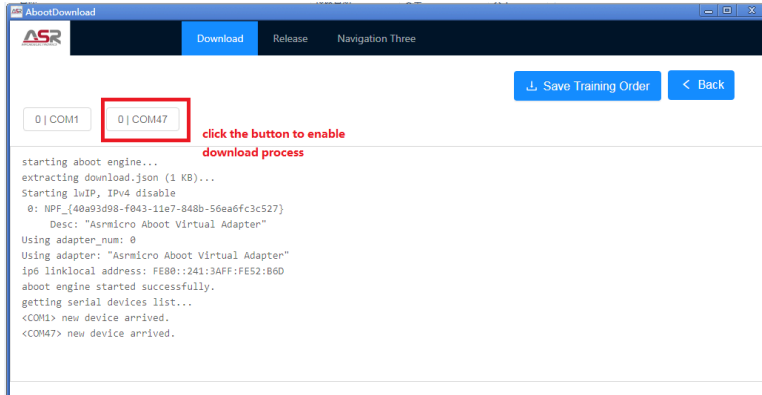 AbootDownload
ASR
Download
Release
Navigation Three
Save Training Order
Back
0 | COM1
0 | COM47
click the button to enable
download process
starting aboot engine...
extracting download.json (1 KB)...
Starting lwIP, IPv4 disable
0: NPF_{40a93d98-f043-11e7-848b-56ea6fc3c527}
Desc: "Asrmicro Aboot Virtual Adapter"
Using adapter_num: 0
Using adapter: "Asrmicro Aboot Virtual Adapter"
ip6 linklocal address: FE80::241:3AFF:FE52:B6D
aboot engine started successfully.
getting serial devices list...
<COM1> new device arrived.
<COM47> new device arrived.